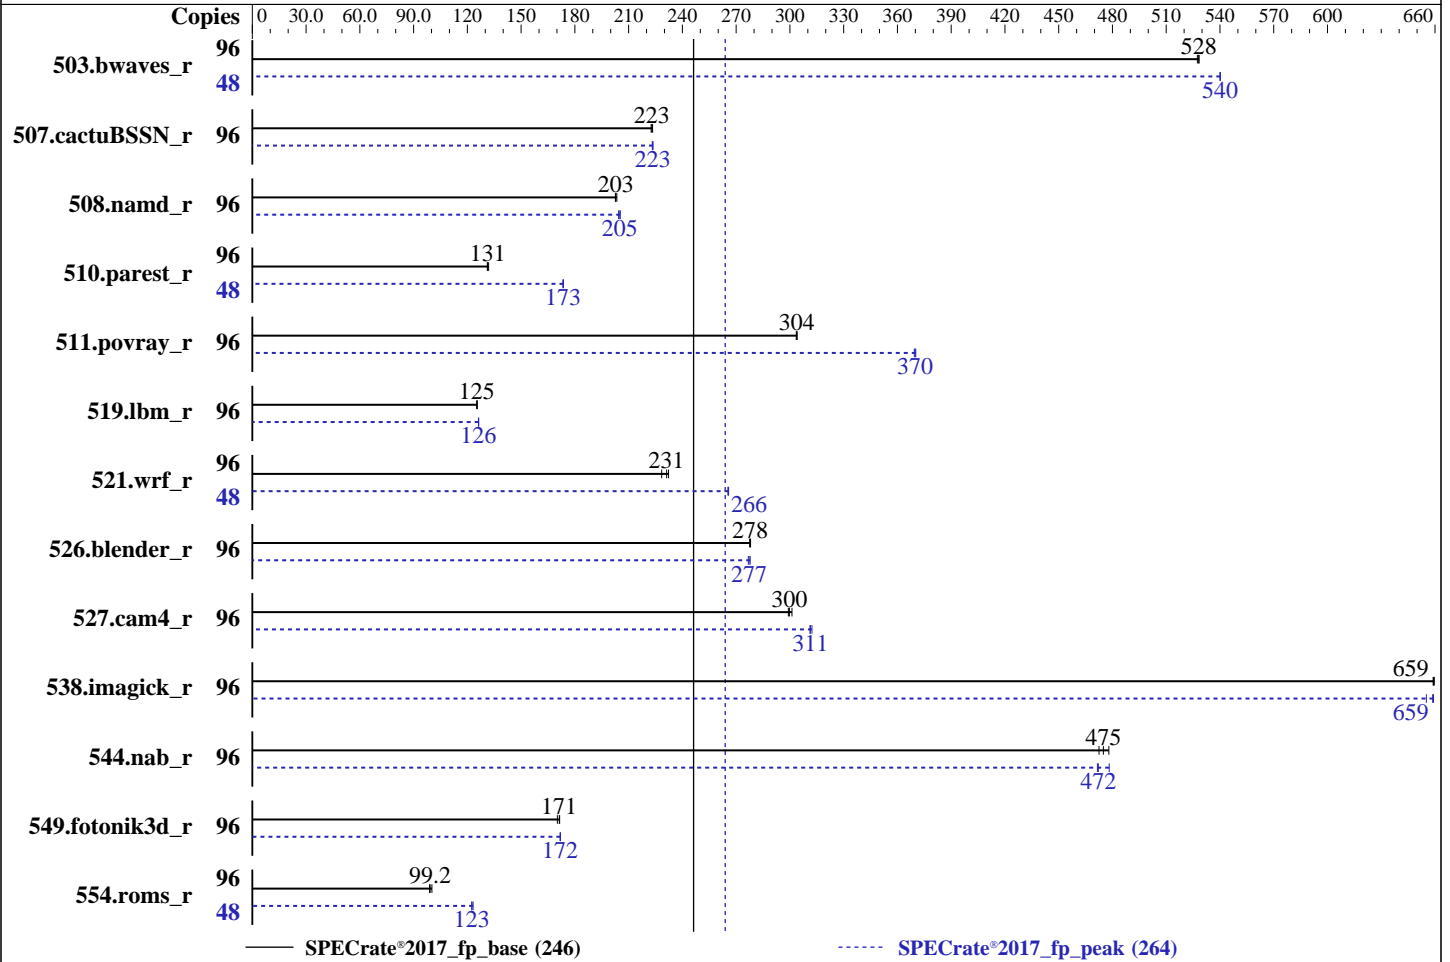 Copies 0 30.0 60.0 90.0 120 150 180 210 240 270 300 330 360 390 420 450 480 510 540 570 600 660
503.bwaves_r 96 528
48 540
507.cactuBSSN_r 96 223
223
508.namd_r 96 203
205
510.parest_r 96 131
48 173
511.povray_r 96 304
370
519.lbm_r 96 125
126
521.wrf_r 96 231
48 266
526.blender_r 96 278
277
527.cam4_r 96 300
311
538.imagick_r 96 659
659
544.nab_r 96 475
472
549.fotonik3d_r 96 171
172
554.roms_r 96 99.2
48 123
SPECrate®2017_fp_base (246) SPECrate®2017_fp_peak (264)